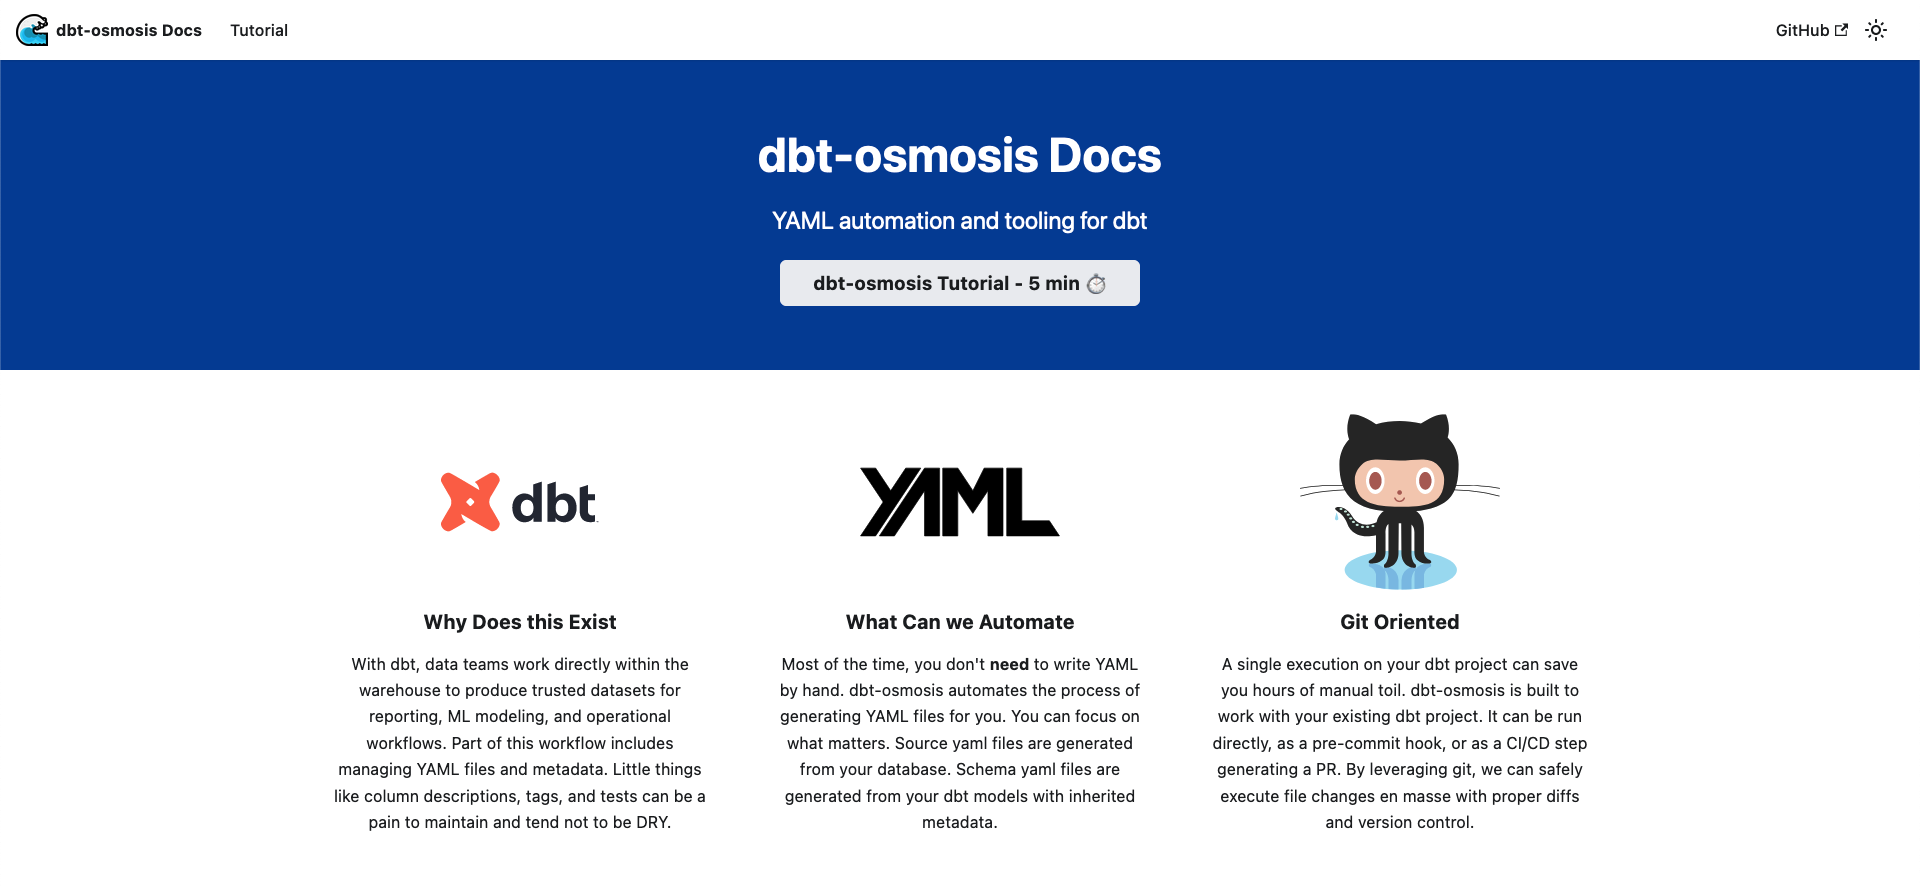 dbt-osmosis Docs
Tutorial
GitHub
dbt-osmosis Docs
YAML automation and tooling for dbt
dbt-osmosis Tutorial - 5 min ⏱️
dbt
YAML
Why Does this Exist
With dbt, data teams work directly within the
warehouse to produce trusted datasets for
reporting, ML modeling, and operational
workflows. Part of this workflow includes
managing YAML files and metadata. Little things
like column descriptions, tags, and tests can be a
pain to maintain and tend not to be DRY.
What Can we Automate
Most of the time, you don't need to write YAML
by hand. dbt-osmosis automates the process of
generating YAML files for you. You can focus on
what matters. Source yaml files are generated
from your database. Schema yaml files are
generated from your dbt models with inherited
metadata.
Git Oriented
A single execution on your dbt project can save
you hours of manual toil. dbt-osmosis is built to
work with your existing dbt project. It can be run
directly, as a pre-commit hook, or as a CI/CD step
generating a PR. By leveraging git, we can safely
execute file changes en masse with proper diffs
and version control.